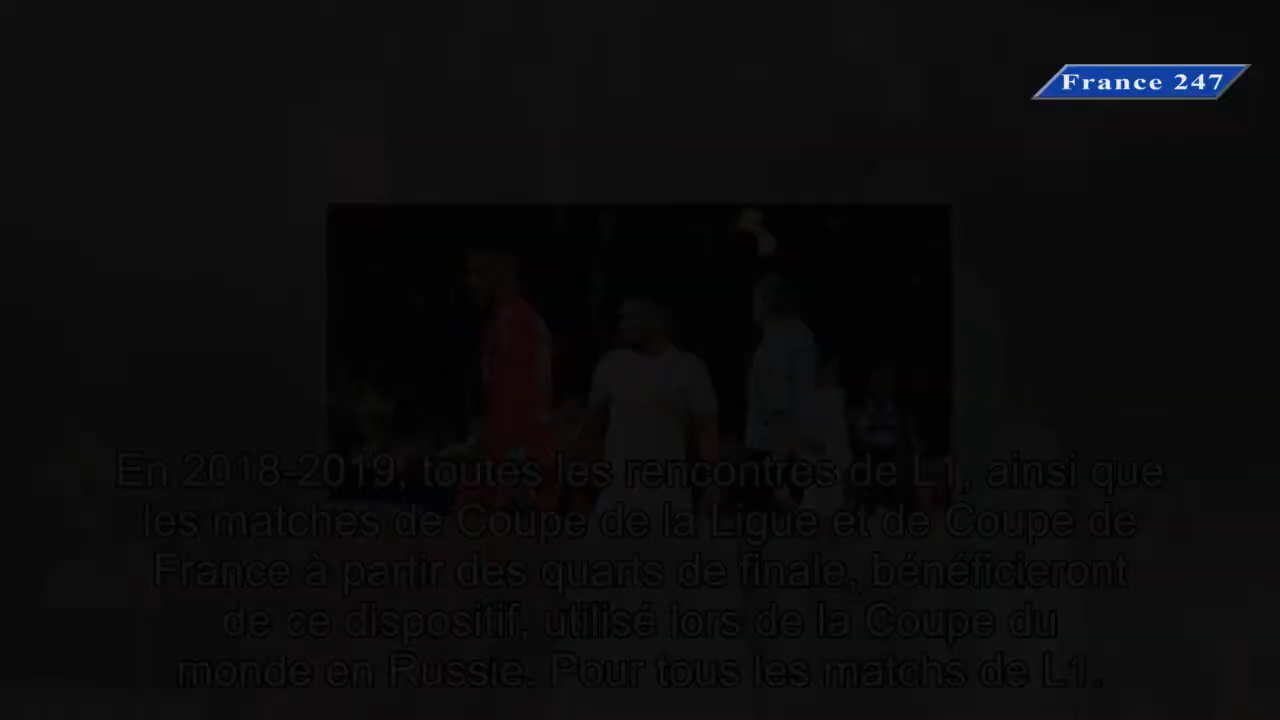 France 247
En 2018-2019, toutes les rencontres de L1, ainsi que
les matches de Coupe de la Ligue et de Coupe de
France à partir des quarts de finale, bénéficieront
de ce dispositif, utilisé lors de la Coupe du
monde en Russie. Pour tous les matchs de L1.